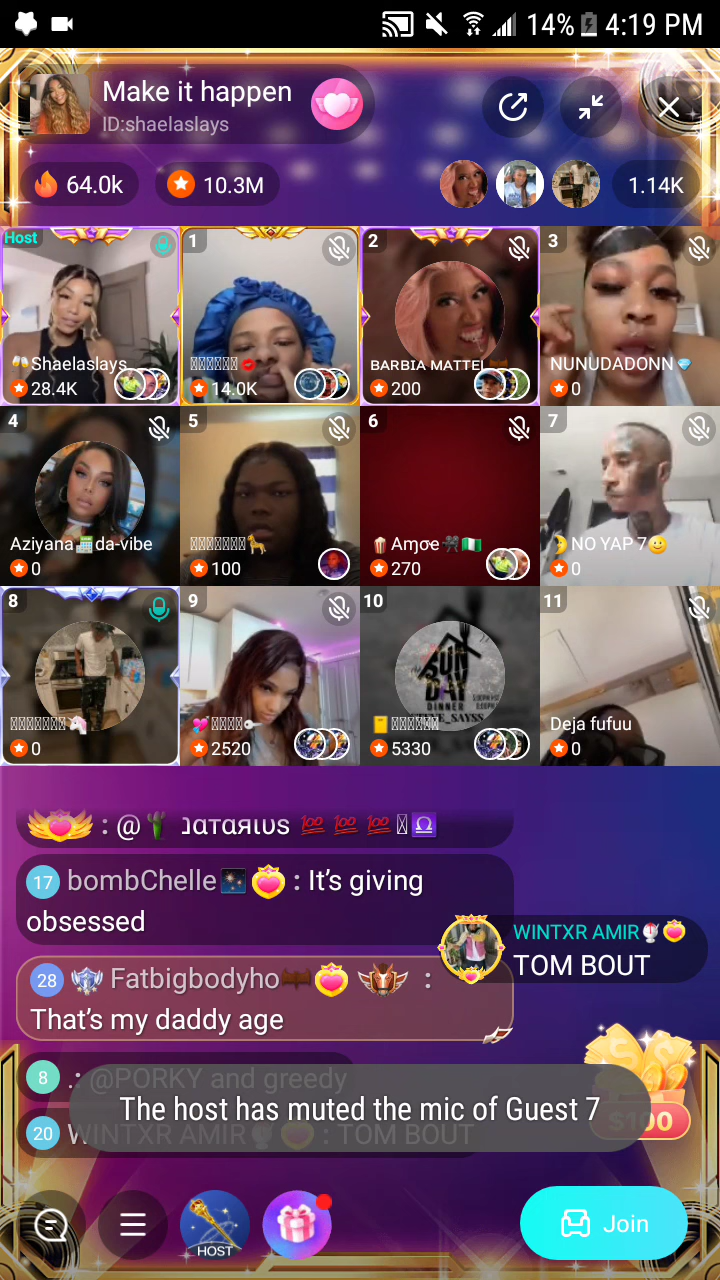 14% 4:19 PM
Make it happen
ID:shaelaslays
64.0k 10.3M 1.14K
Host 1 2 3
Shaelaslays BARBIA MATTEL NUNUDADONN
28.4K 14.0K 200 0
4 5 6 7
Aziyana da-vibe Aɱơҽ NO YAP 7
0 100 270 0
8 9 10 11
SUN
DAY
DINNER
Deja fufuu
0 2520 5330 0
: @
17 bombChelle : It's giving
obsessed
WINTXR AMIR
TOM BOUT
28 Fatbigbodyho :
That's my daddy age
8 .: @PORKY and greedy
The host has muted the mic of Guest 7
$100
20 WINTXR AMIR : TOM BOUT
HOST
Join